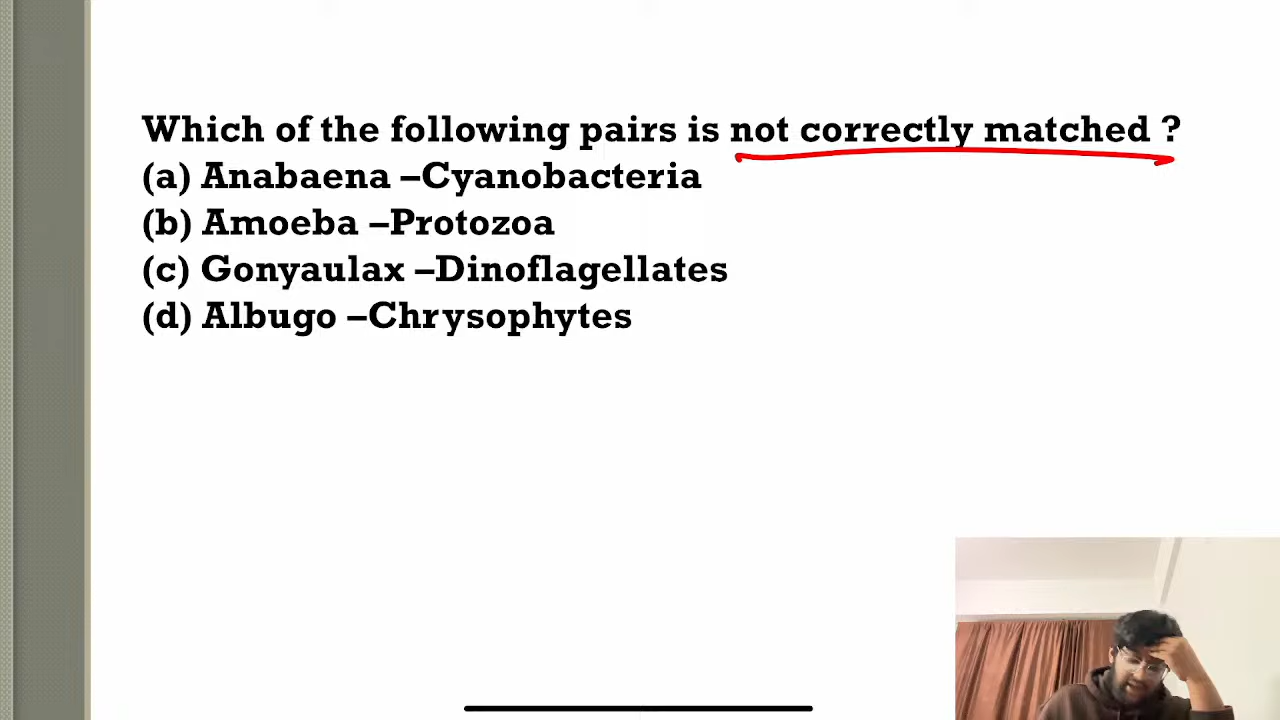 Which of the following pairs is not correctly matched ?
(a) Anabaena –Cyanobacteria
(b) Amoeba –Protozoa
(c) Gonyaulax –Dinoflagellates
(d) Albugo –Chrysophytes